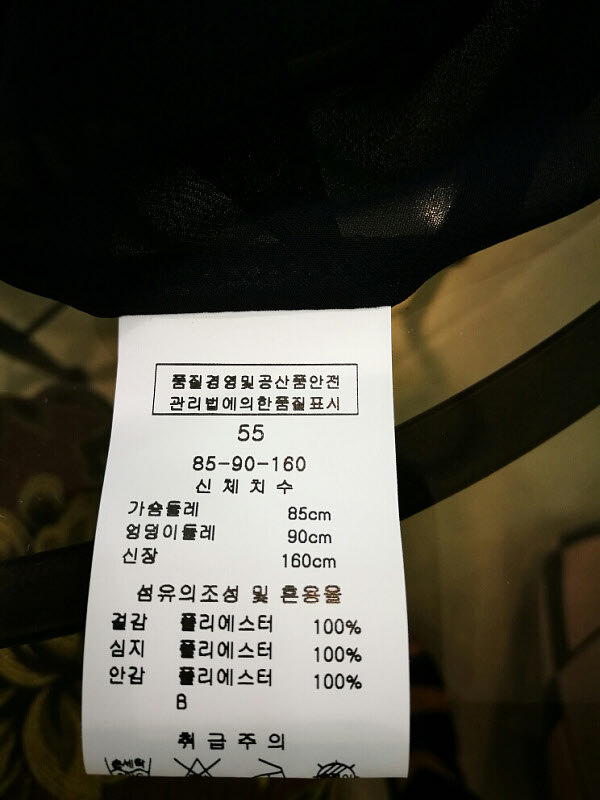 품질경영및공산품안전
관리법에의한품질표시
55
85-90-160
신 체 치 수
가슴둘레 85cm
엉덩이둘레 90cm
신장 160cm
섬유의조성 및 혼용율
겉감 폴리에스터 100%
심지 폴리에스터 100%
안감 폴리에스터 100%
B
취 급 주 의